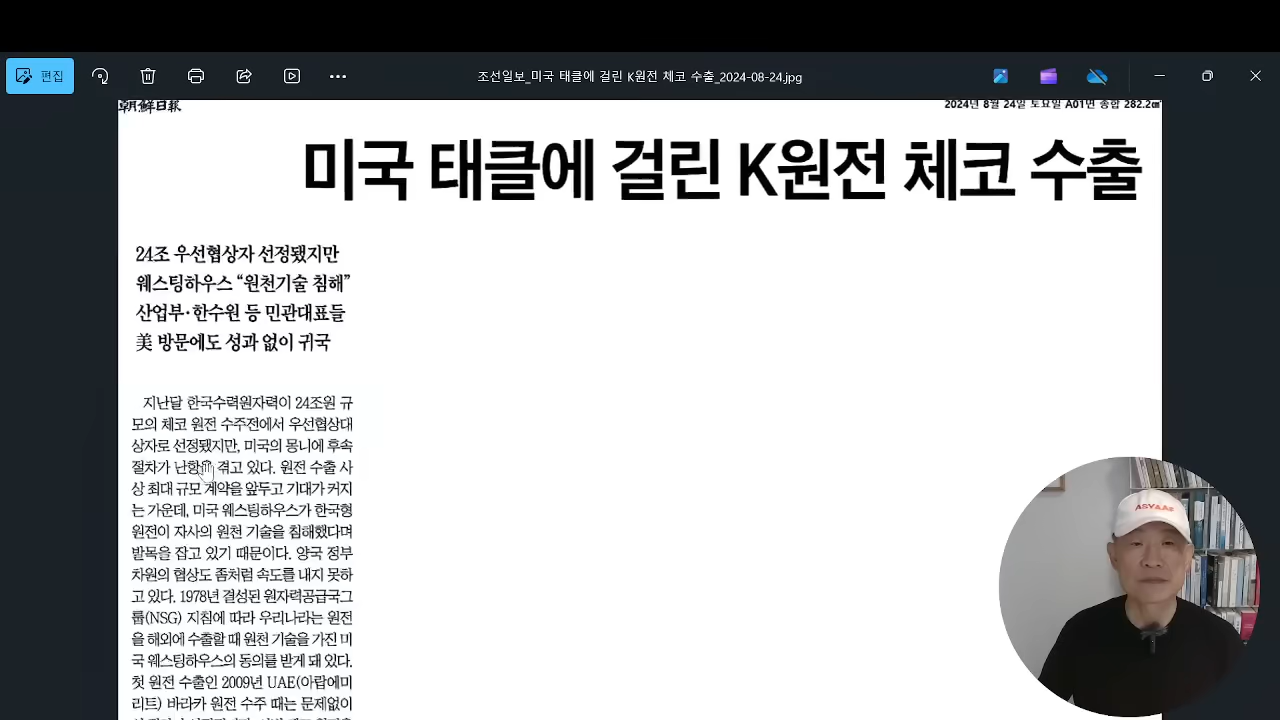 편집
조선일보_미국 태클에 걸린 K원전 체코 수출_2024-08-24.jpg
朝鮮日報
2024년 8월 24일 토요일 A01면 종합 282.2㎠
미국 태클에 걸린 K원전 체코 수출
24조 우선협상자 선정됐지만
웨스팅하우스 “원천기술 침해”
산업부·한수원 등 민관대표들
美 방문에도 성과 없이 귀국
지난달 한국수력원자력이 24조원 규
모의 체코 원전 수주전에서 우선협상대
상자로 선정됐지만, 미국의 몽니에 후속
절차가 난항을 겪고 있다. 원전 수출 사
상 최대 규모 계약을 앞두고 기대가 커지
는 가운데, 미국 웨스팅하우스가 한국형
원전이 자사의 원천 기술을 침해했다며
발목을 잡고 있기 때문이다. 양국 정부
차원의 협상도 좀처럼 속도를 내지 못하
고 있다. 1978년 결성된 원자력공급국그
룹(NSG) 지침에 따라 우리나라는 원전
을 해외에 수출할 때 원천 기술을 가진 미
국 웨스팅하우스의 동의를 받게 돼 있다.
첫 원전 수출인 2009년 UAE(아랍에미
리트) 바라카 원전 수주 때는 문제없이